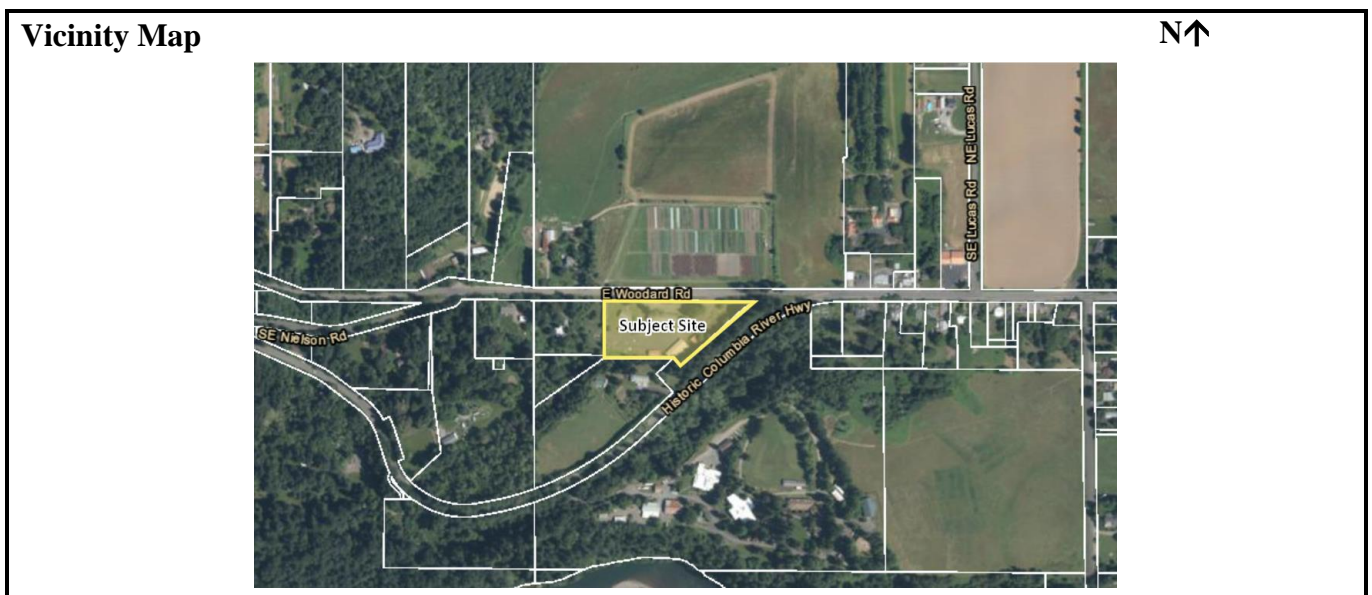 Vicinity Map
N↑
NE Lucas Rd
SE Lucas Rd
E Woodard Rd
Subject Site
SE Nielson Rd
Historic Columbia River Hwy